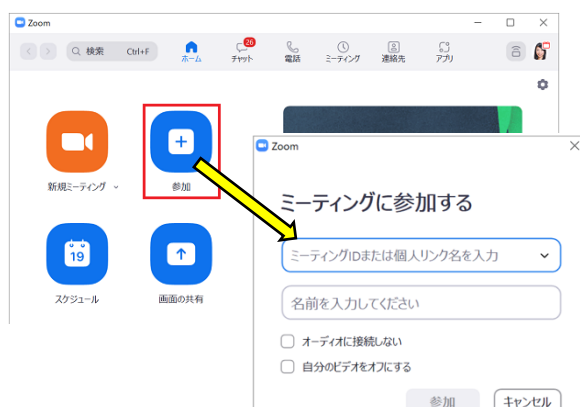 Zoom
検索 Ctrl+F
ホーム
26
チャット
電話
ミーティング
連絡先
アプリ
新規ミーティング
参加
19
スケジュール
画面の共有
Zoom
ミーティングに参加する
ミーティングIDまたは個人リンク名を入力
名前を入力してください
オーディオに接続しない
自分のビデオをオフにする
参加
キャンセル